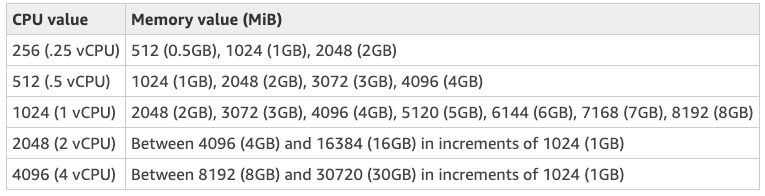 CPU value Memory value (MiB)
256 (.25 vCPU) 512 (0.5GB), 1024 (1GB), 2048 (2GB)
512 (.5 vCPU) 1024 (1GB), 2048 (2GB), 3072 (3GB), 4096 (4GB)
1024 (1 vCPU) 2048 (2GB), 3072 (3GB), 4096 (4GB), 5120 (5GB), 6144 (6GB), 7168 (7GB), 8192 (8GB)
2048 (2 vCPU) Between 4096 (4GB) and 16384 (16GB) in increments of 1024 (1GB)
4096 (4 vCPU) Between 8192 (8GB) and 30720 (30GB) in increments of 1024 (1GB)